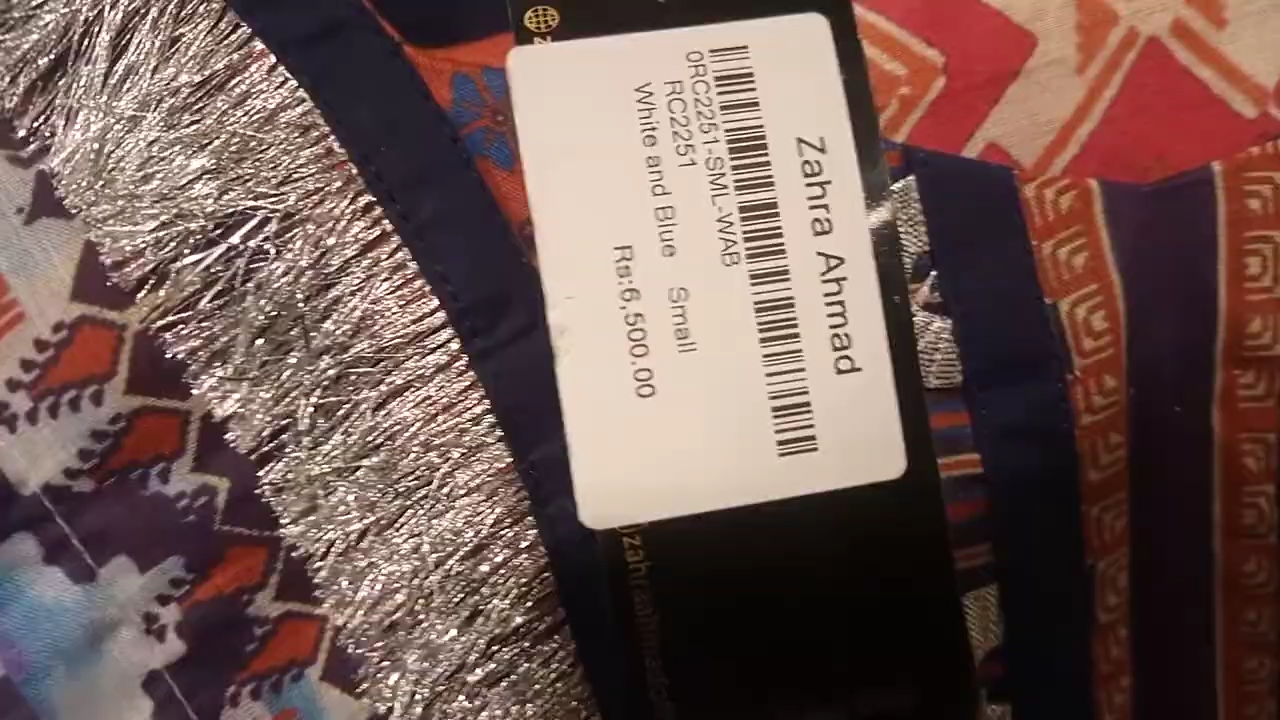 Zahra Ahmad
0RC2251-SML-WAB
RC2251
White and Blue Small
Rs:6,500.00